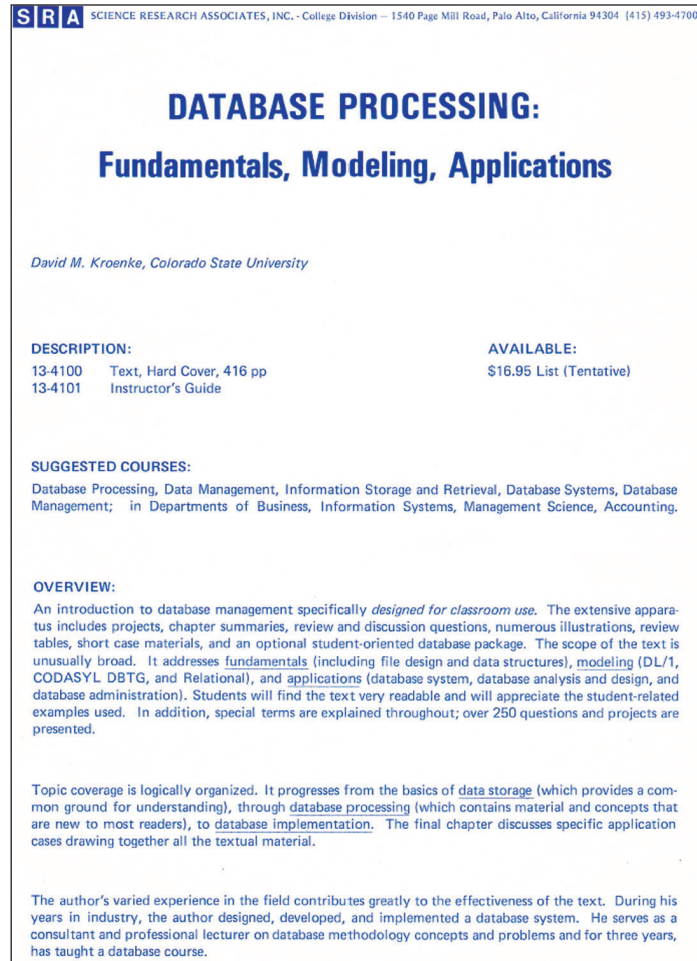 SRA SCIENCE RESEARCH ASSOCIATES, INC. - College Division — 1540 Page Mill Road, Palo Alto, California 94304 (415) 493-4700
DATABASE PROCESSING:
Fundamentals, Modeling, Applications
David M. Kroenke, Colorado State University
DESCRIPTION:
13-4100 Text, Hard Cover, 416 pp
13-4101 Instructor's Guide
AVAILABLE:
$16.95 List (Tentative)
SUGGESTED COURSES:
Database Processing, Data Management, Information Storage and Retrieval, Database Systems, Database
Management; in Departments of Business, Information Systems, Management Science, Accounting.
OVERVIEW:
An introduction to database management specifically designed for classroom use. The extensive appara-
tus includes projects, chapter summaries, review and discussion questions, numerous illustrations, review
tables, short case materials, and an optional student-oriented database package. The scope of the text is
unusually broad. It addresses fundamentals (including file design and data structures), modeling (DL/1,
CODASYL DBTG, and Relational), and applications (database system, database analysis and design, and
database administration). Students will find the text very readable and will appreciate the student-related
examples used. In addition, special terms are explained throughout; over 250 questions and projects are
presented.
Topic coverage is logically organized. It progresses from the basics of data storage (which provides a com-
mon ground for understanding), through database processing (which contains material and concepts that
are new to most readers), to database implementation. The final chapter discusses specific application
cases drawing together all the textual material.
The author's varied experience in the field contributes greatly to the effectiveness of the text. During his
years in industry, the author designed, developed, and implemented a database system. He serves as a
consultant and professional lecturer on database methodology concepts and problems and for three years,
has taught a database course.